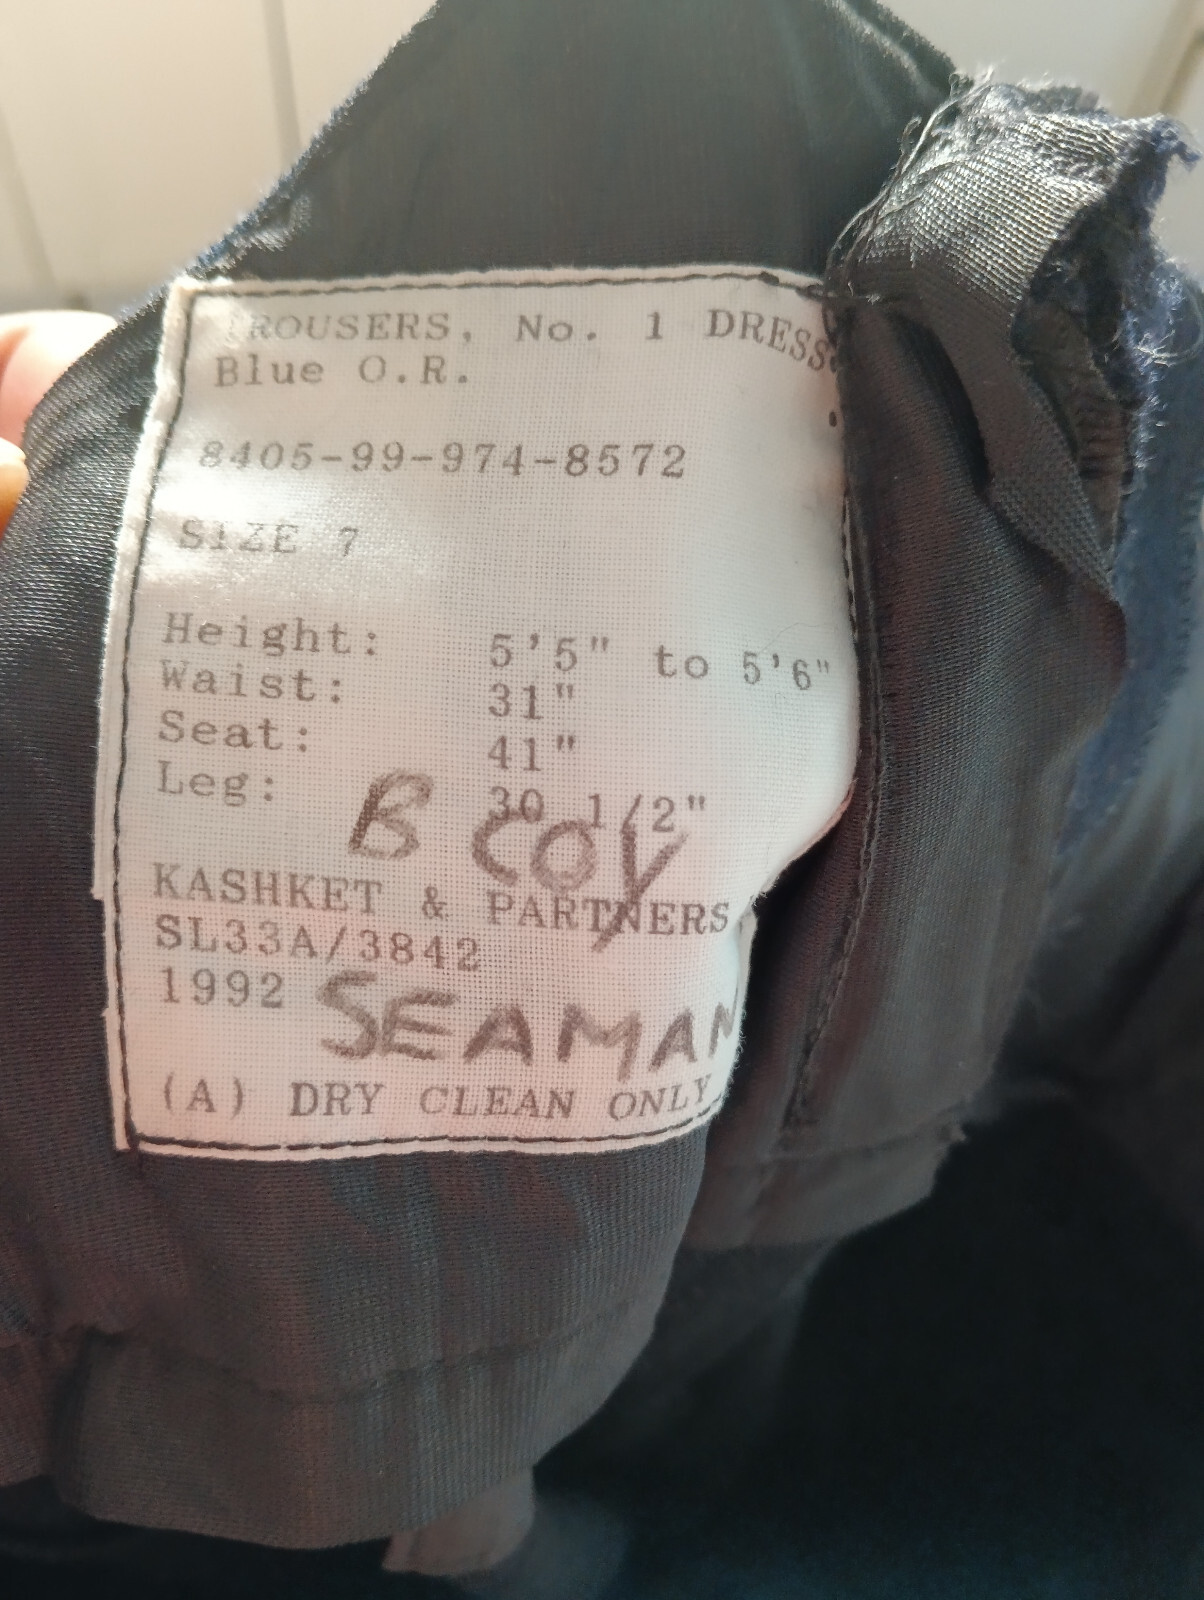 TROUSERS, No. 1 DRESS
Blue O.R.
8405-99-974-8572
SIZE 7
Height: 5'5" to 5'6"
Waist: 31"
Seat: 41"
Leg: 30 1/2"
B COY
KASHKET & PARTNERS
SL33A/3842
1992
SEAMAN
(A) DRY CLEAN ONLY